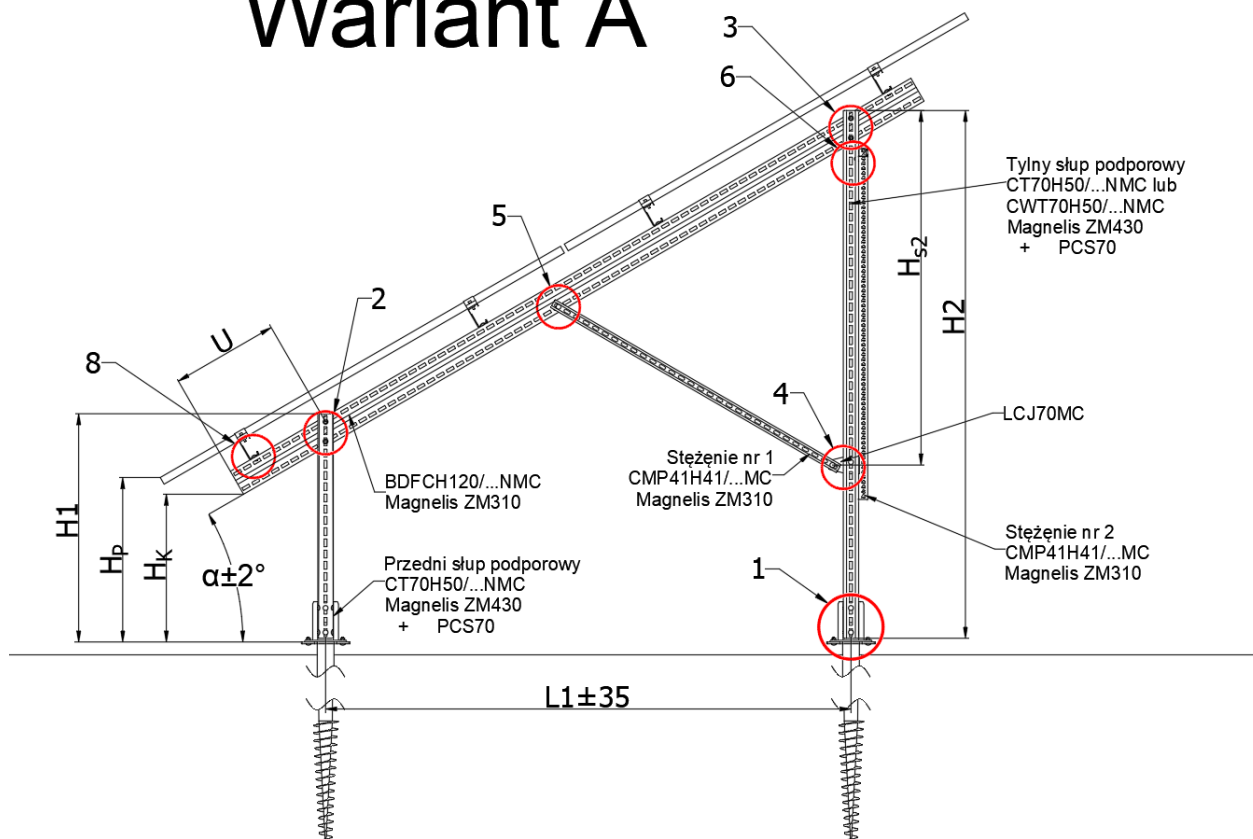 Wariant A
3
6
Tylny słup podporowy
CT70H50/...NMC lub
CWT70H50/...NMC
Magnelis ZM430
+ PCS70
5
Hs2
H2
2
U
8
4
LCJ70MC
Stężenie nr 1
CMP41H41/...MC
Magnelis ZM310
BDFCH120/...NMC
Magnelis ZM310
H1
HP
HK
α±2°
Stężenie nr 2
CMP41H41/...MC
Magnelis ZM310
Przedni słup podporowy
CT70H50/...NMC
Magnelis ZM430
+ PCS70
1
L1±35